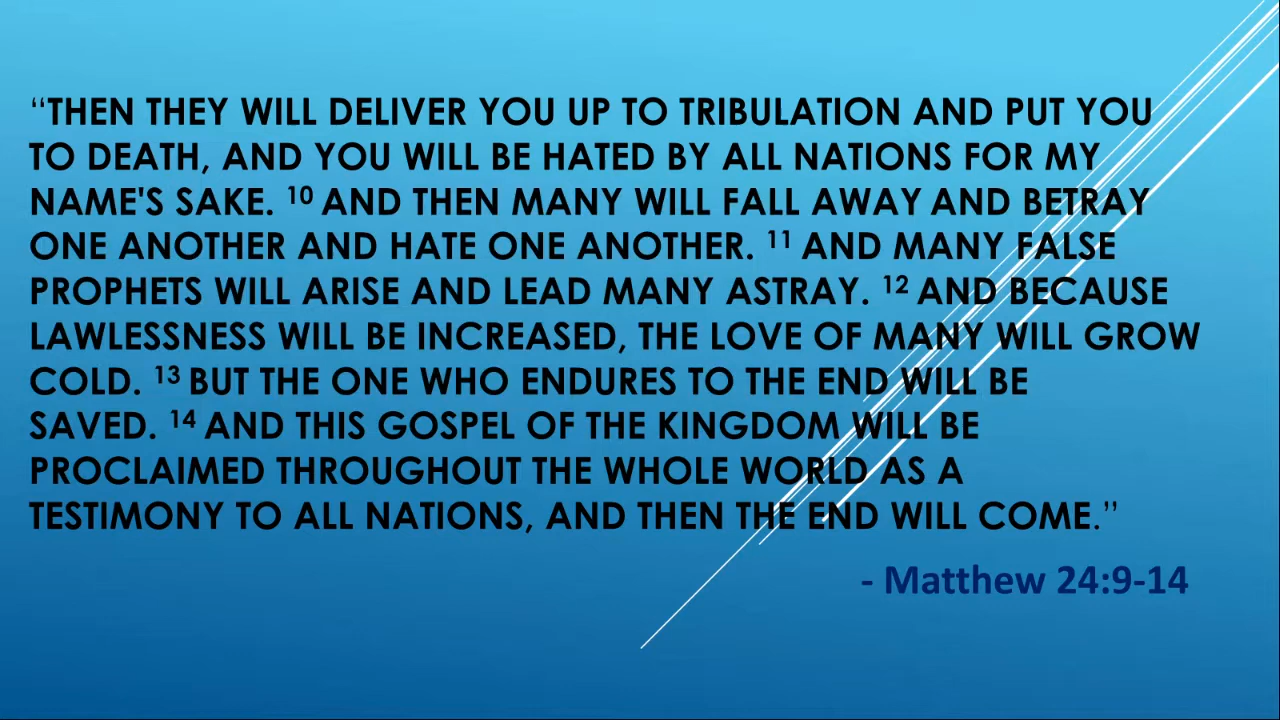 “THEN THEY WILL DELIVER YOU UP TO TRIBULATION AND PUT YOU
TO DEATH, AND YOU WILL BE HATED BY ALL NATIONS FOR MY
NAME'S SAKE. 10 AND THEN MANY WILL FALL AWAY AND BETRAY
ONE ANOTHER AND HATE ONE ANOTHER. 11 AND MANY FALSE
PROPHETS WILL ARISE AND LEAD MANY ASTRAY. 12 AND BECAUSE
LAWLESSNESS WILL BE INCREASED, THE LOVE OF MANY WILL GROW
COLD. 13 BUT THE ONE WHO ENDURES TO THE END WILL BE
SAVED. 14 AND THIS GOSPEL OF THE KINGDOM WILL BE
PROCLAIMED THROUGHOUT THE WHOLE WORLD AS A
TESTIMONY TO ALL NATIONS, AND THEN THE END WILL COME.”
- Matthew 24:9-14